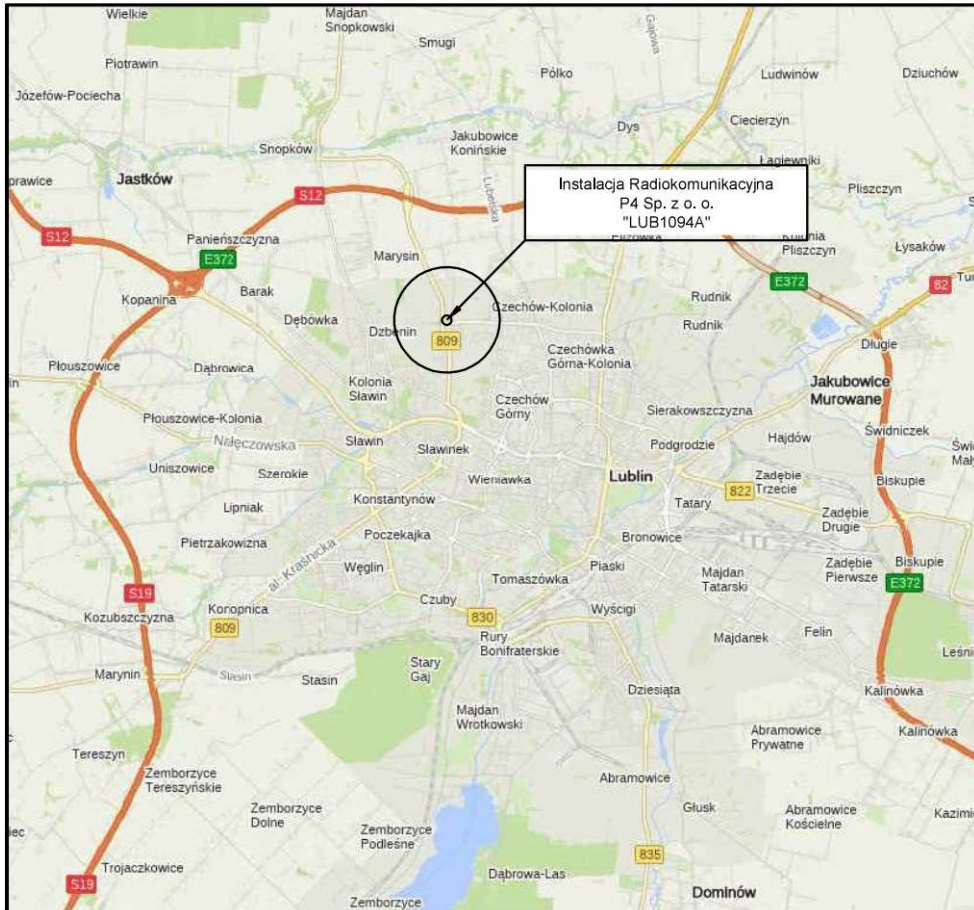 Wielkie
Majdan
Snopkowski
Smugi
Gajowa
Piotrawin
Pólko
Ludwinów
Dziuchów
Józefów-Pociecha
Ciecierzyn
Dys
Snopków
Jakubowice
Konińskie
Łagiewniki
Jastków
Lubelska
Pliszczyn
S12
S12
Instalacja Radiokomunikacyjna
P4 Sp. z o. o.
"LUB1094A"
Panieńszczyzna
E372
Marysin
Pliszczyn
Łysaków
E372
82
Kopanina
Barak
Dębówka
Dzbenin
809
Czechów-Kolonia
Rudnik
Rudnik
Długie
Płouszowice
Dąbrowica
Kolonia
Sławin
Czechówka
Górna-Kolonia
Jakubowice
Murowane
Płouszowice-Kolonia
Czechów
Górny
Sierakowszczyzna
Nałęczowska
Sławin
Sławinek
Podgrodzie
Hajdów
Świdniczek
Uniszowice
Szerokie
Wieniawka
Lublin
822
Zadębie
Trzecie
Biskupie
Konstantynów
Tatary
Lipniak
Zadębie
Drugie
Pietrzakowizna
Poczekajka
Bronowice
al. Kraśnicka
Węglin
Tomaszówka
Piaski
Majdan
Tatarski
Zadębie
Pierwsze
Biskupie
E372
S19
Konopnica
Czuby
830
Wyścigi
Kozubszczyzna
809
Rury
Bonifraterskie
Majdanek
Felin
Stasin
Stasin
Stary
Gaj
Marynin
Dziesiąta
Kalinówka
Majdan
Wrotkowski
Abramowice
Prywatne
Kalinówka
Tereszyn
Zemborzyce
Tereszyńskie
Abramowice
Zemborzyce
Dolne
Głusk
Abramowice
Kościelne
Zemborzyce
Podleśne
835
Trojaczkowice
S19
Dąbrowa-Las
Dominów
Zemborzyce